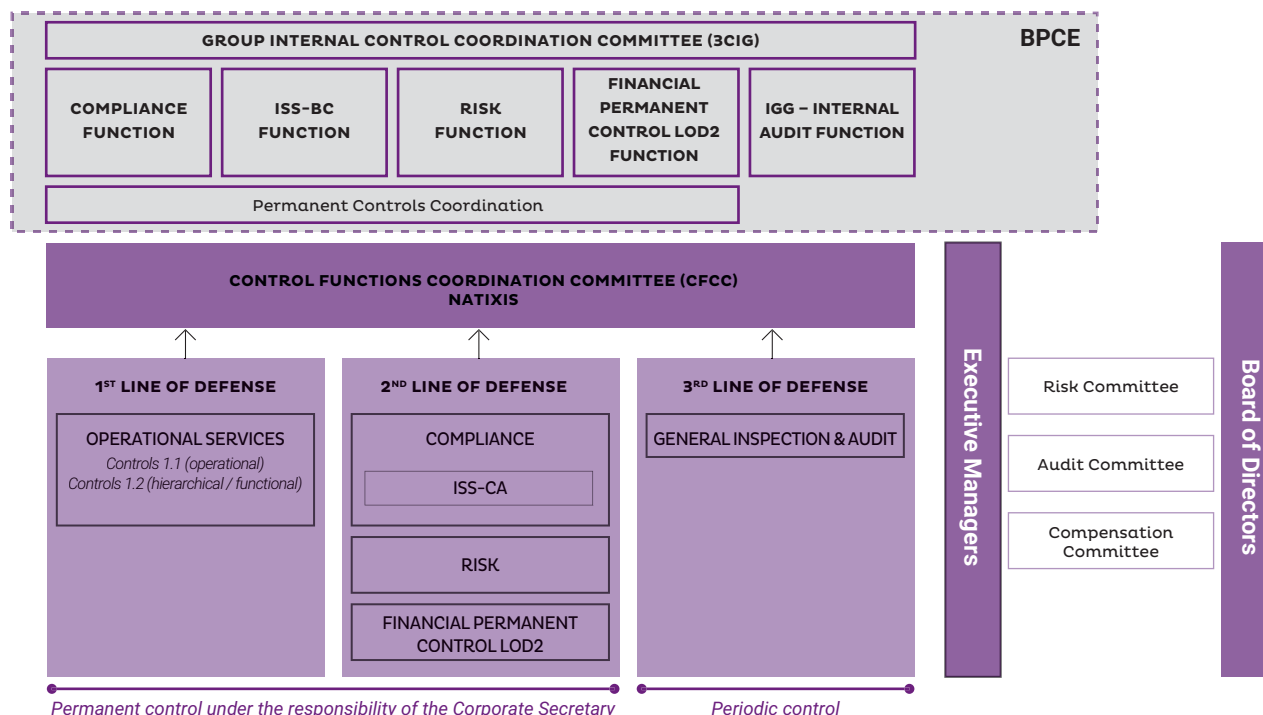 GROUP INTERNAL CONTROL COORDINATION COMMITTEE (3CIG)
BPCE
COMPLIANCE
FUNCTION
ISS-BC
FUNCTION
RISK
FUNCTION
FINANCIAL
PERMANENT
CONTROL LOD2
FUNCTION
IGG – INTERNAL
AUDIT FUNCTION
Permanent Controls Coordination
CONTROL FUNCTIONS COORDINATION COMMITTEE (CFCC)
NATIXIS
1ST LINE OF DEFENSE
OPERATIONAL SERVICES
Controls 1.1 (operational)
Controls 1.2 (hierarchical / functional)
2ND LINE OF DEFENSE
COMPLIANCE
ISS-CA
RISK
FINANCIAL PERMANENT
CONTROL LOD2
3RD LINE OF DEFENSE
GENERAL INSPECTION & AUDIT
Executive Managers
Risk Committee
Audit Committee
Compensation
Committee
Board of Directors
Permanent control under the responsibility of the Corporate Secretary
Periodic control